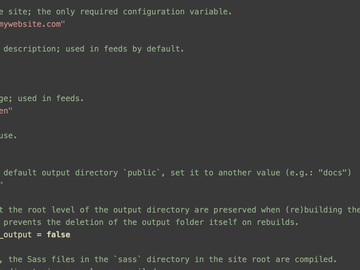 e site; the only required configuration variable.
mywebsite.com"
description; used in feeds by default.
ge; used in feeds.
en"
use.
default output directory `public`, set it to another value (e.g.: "docs")
"
t the root level of the output directory are preserved when (re)building the
prevents the deletion of the output folder itself on rebuilds.
_output = false
, the Sass files in the `sass` directory in the site root are compiled.